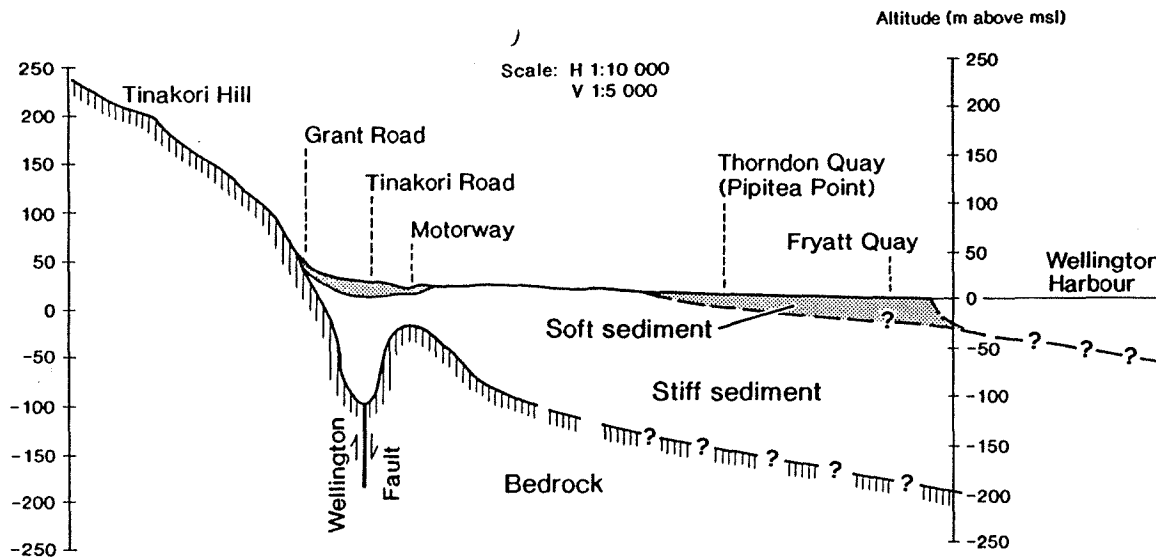 Altitude (m above msl)
Scale: H 1:10 000
V 1:5 000
250
200
150
100
50
0
-50
-100
-150
-200
-250
Tinakori Hill
Grant Road
Tinakori Road
Motorway
Thorndon Quay
(Pipitea Point)
Fryatt Quay
Wellington
Harbour
Soft sediment
?
? ? ?
Stiff sediment
Wellington
Fault
Bedrock
? ? ? ? ?
250
200
150
100
50
0
-50
-100
-150
-200
-250